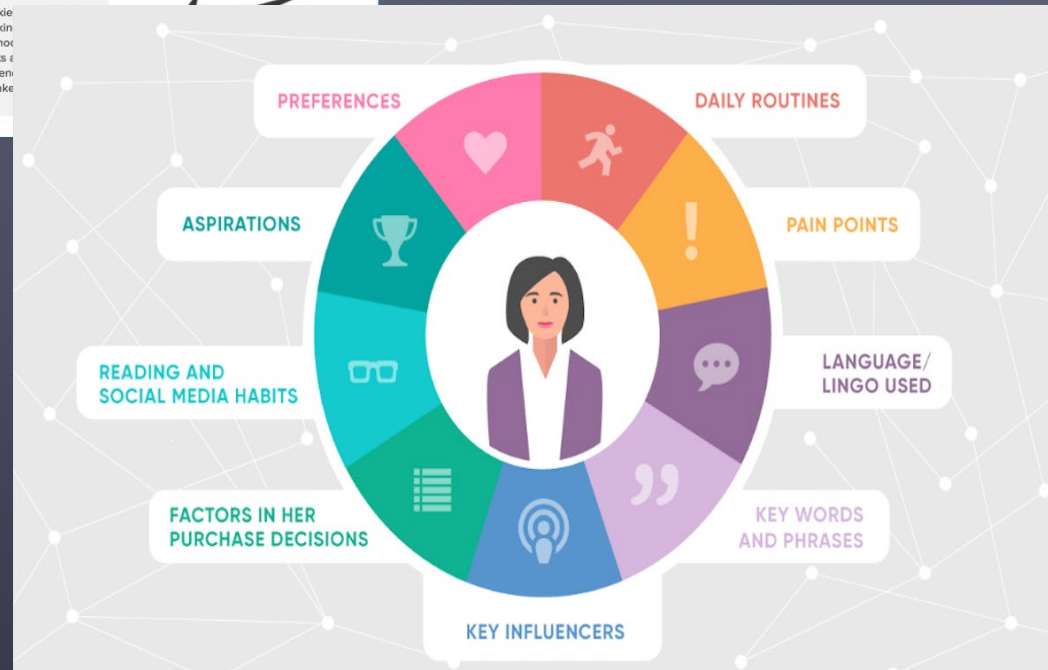 PREFERENCES
DAILY ROUTINES
ASPIRATIONS
PAIN POINTS
READING AND
SOCIAL MEDIA HABITS
LANGUAGE/
LINGO USED
FACTORS IN HER
PURCHASE DECISIONS
KEY WORDS
AND PHRASES
KEY INFLUENCERS